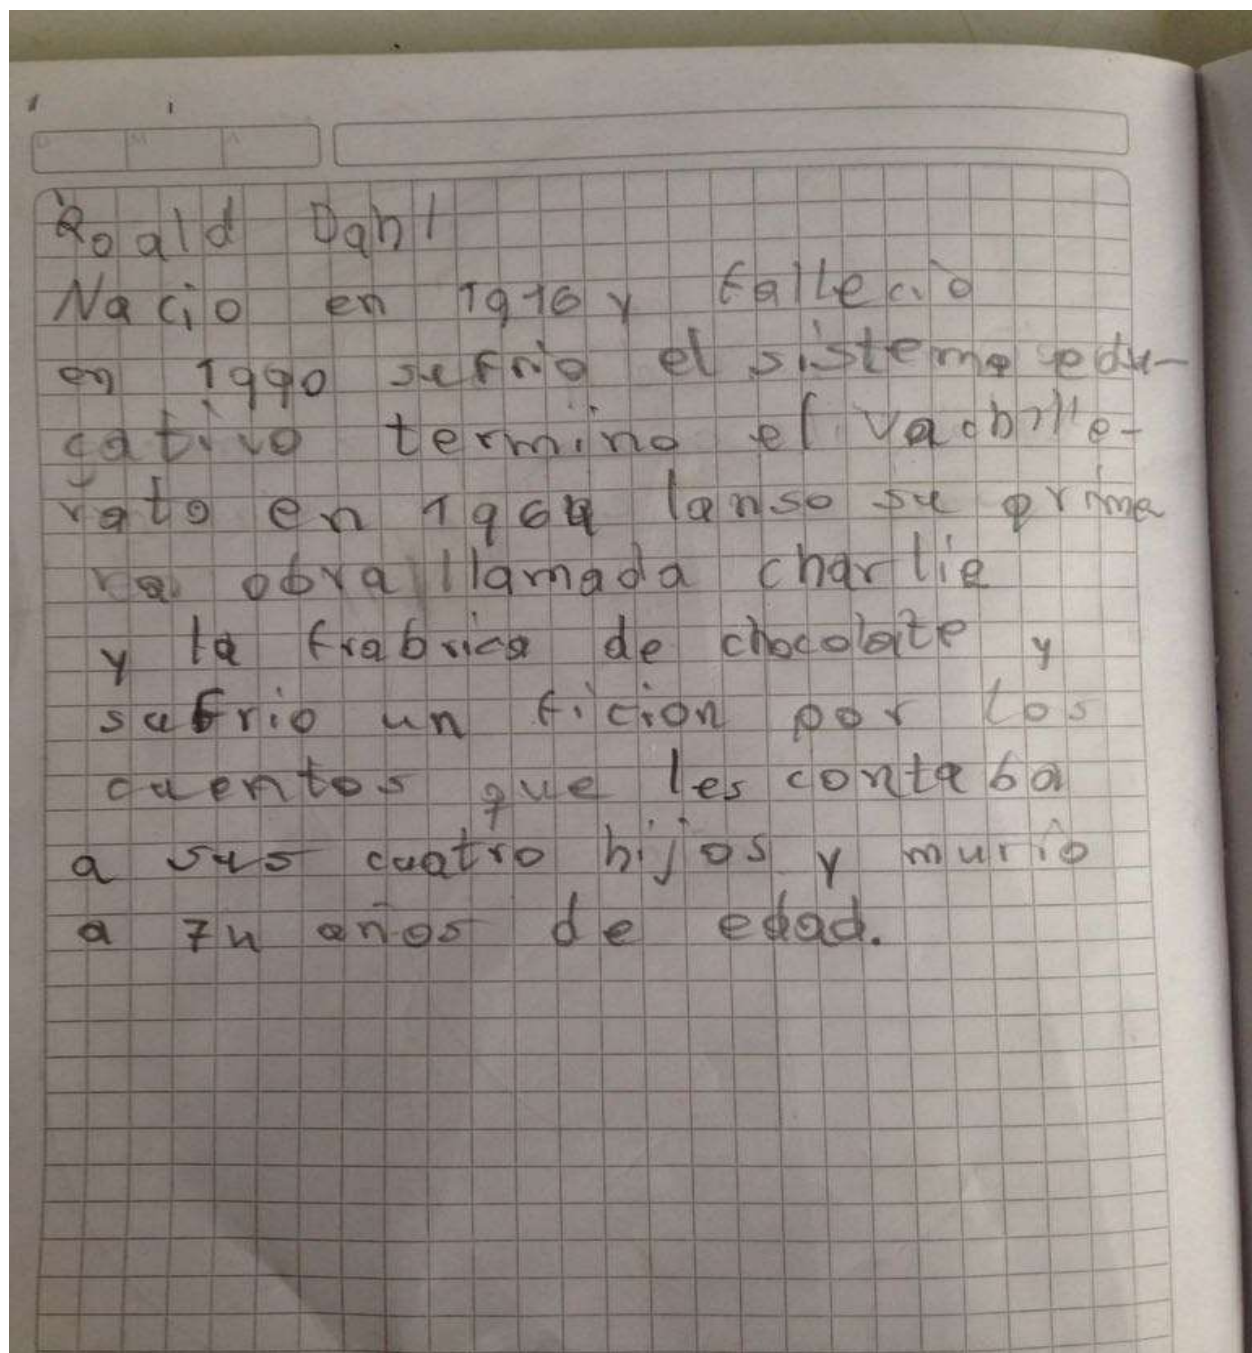 Roald Dahl
Nacio en 1916 y fallecio
en 1990 sufrio el sistema edu-
cativo termino el vachille-
rato en 1964 lanso su prime
ra obra llamada charlie
y la frabrica de chocolate y
sufrio un ficion por los
cuentos que les contaba
a sus cuatro hijos y murio
a 74 años de edad.